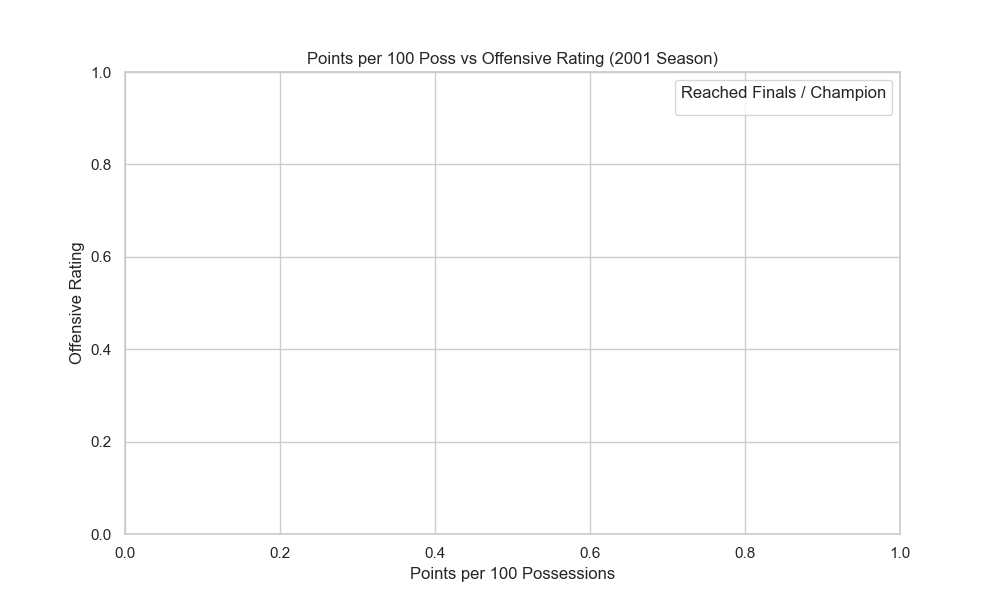 Points per 100 Poss vs Offensive Rating (2001 Season)
Reached Finals / Champion
1.0
0.8
0.6
0.4
0.2
0.0
Offensive Rating
0.0 0.2 0.4 0.6 0.8 1.0
Points per 100 Possessions